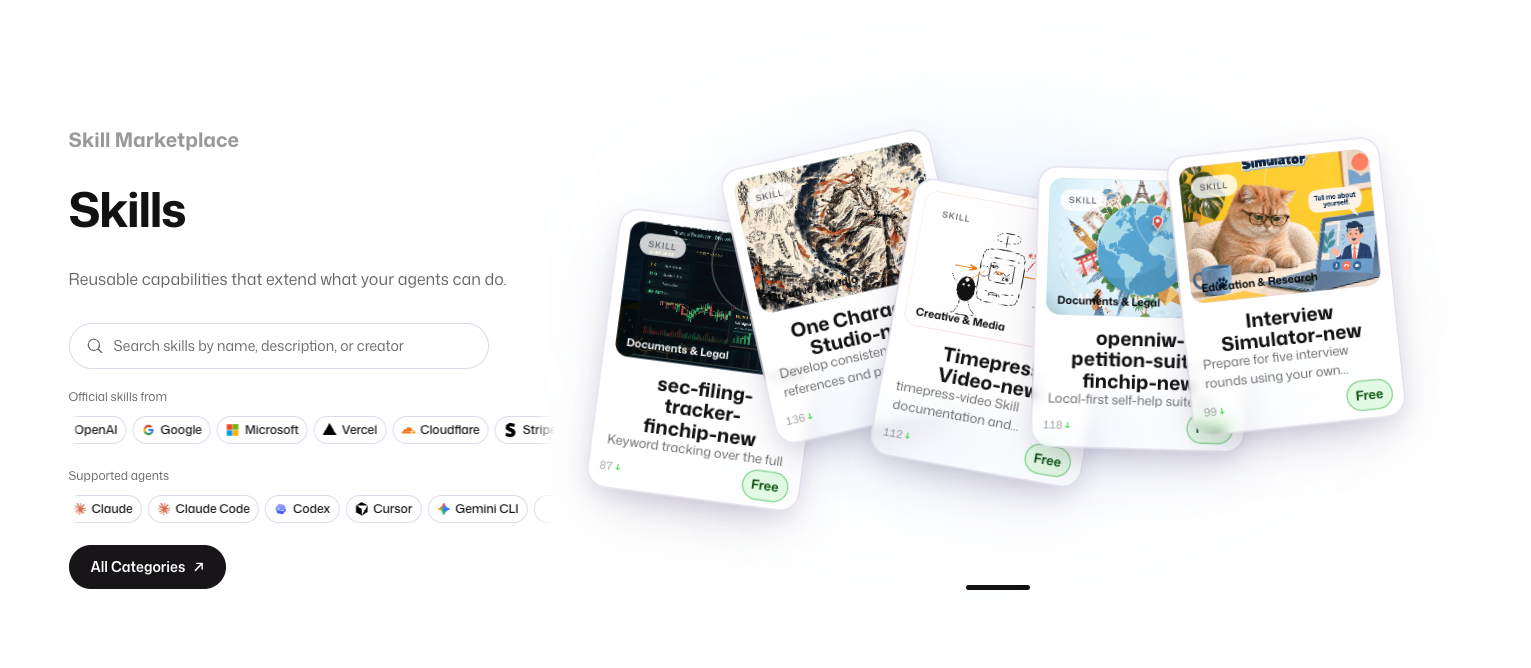 Skill Marketplace
Skills
Reusable capabilities that extend what your agents can do.
Search skills by name, description, or creator
Official skills from
OpenAI
Google
Microsoft
Vercel
Cloudflare
Stripe
Supported agents
Claude
Claude Code
Codex
Cursor
Gemini CLI
All Categories
SKILL
Documents & Legal
sec-filing-
tracker-
finchip-new
Keyword tracking over the full
87
Free
SKILL
One Charac
Studio-n
Develop consisten
references and p
136
SKILL
Creative & Media
Timepres
Video-new
timepress-video Skill
documentation and...
112
Free
SKILL
Documents & Legal
openniw-
petition-suit
finchip-new
Local-first self-help suite
118
Simulator
SKILL
Tell me about
yourself.
Education & Research
Interview
Simulator-new
Prepare for five interview
rounds using your own...
99
Free